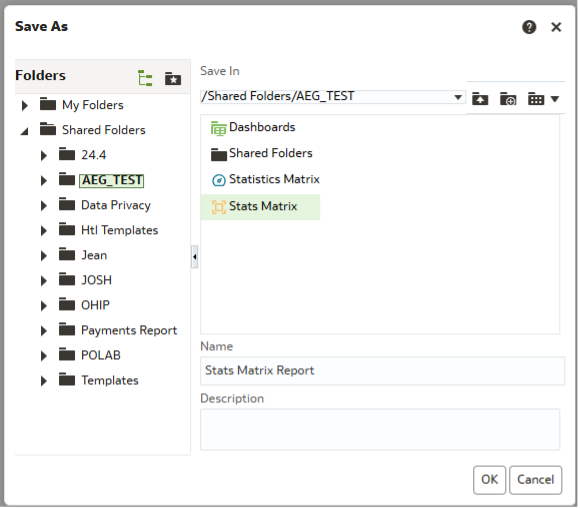 Save As
Folders
My Folders
Shared Folders
24.4
AEG_TEST
Data Privacy
Htl Templates
Jean
JOSH
OHIP
Payments Report
POLAB
Templates
Save In
/Shared Folders/AEG_TEST
Dashboards
Shared Folders
Statistics Matrix
Stats Matrix
Name
Stats Matrix Report
Description
OK
Cancel